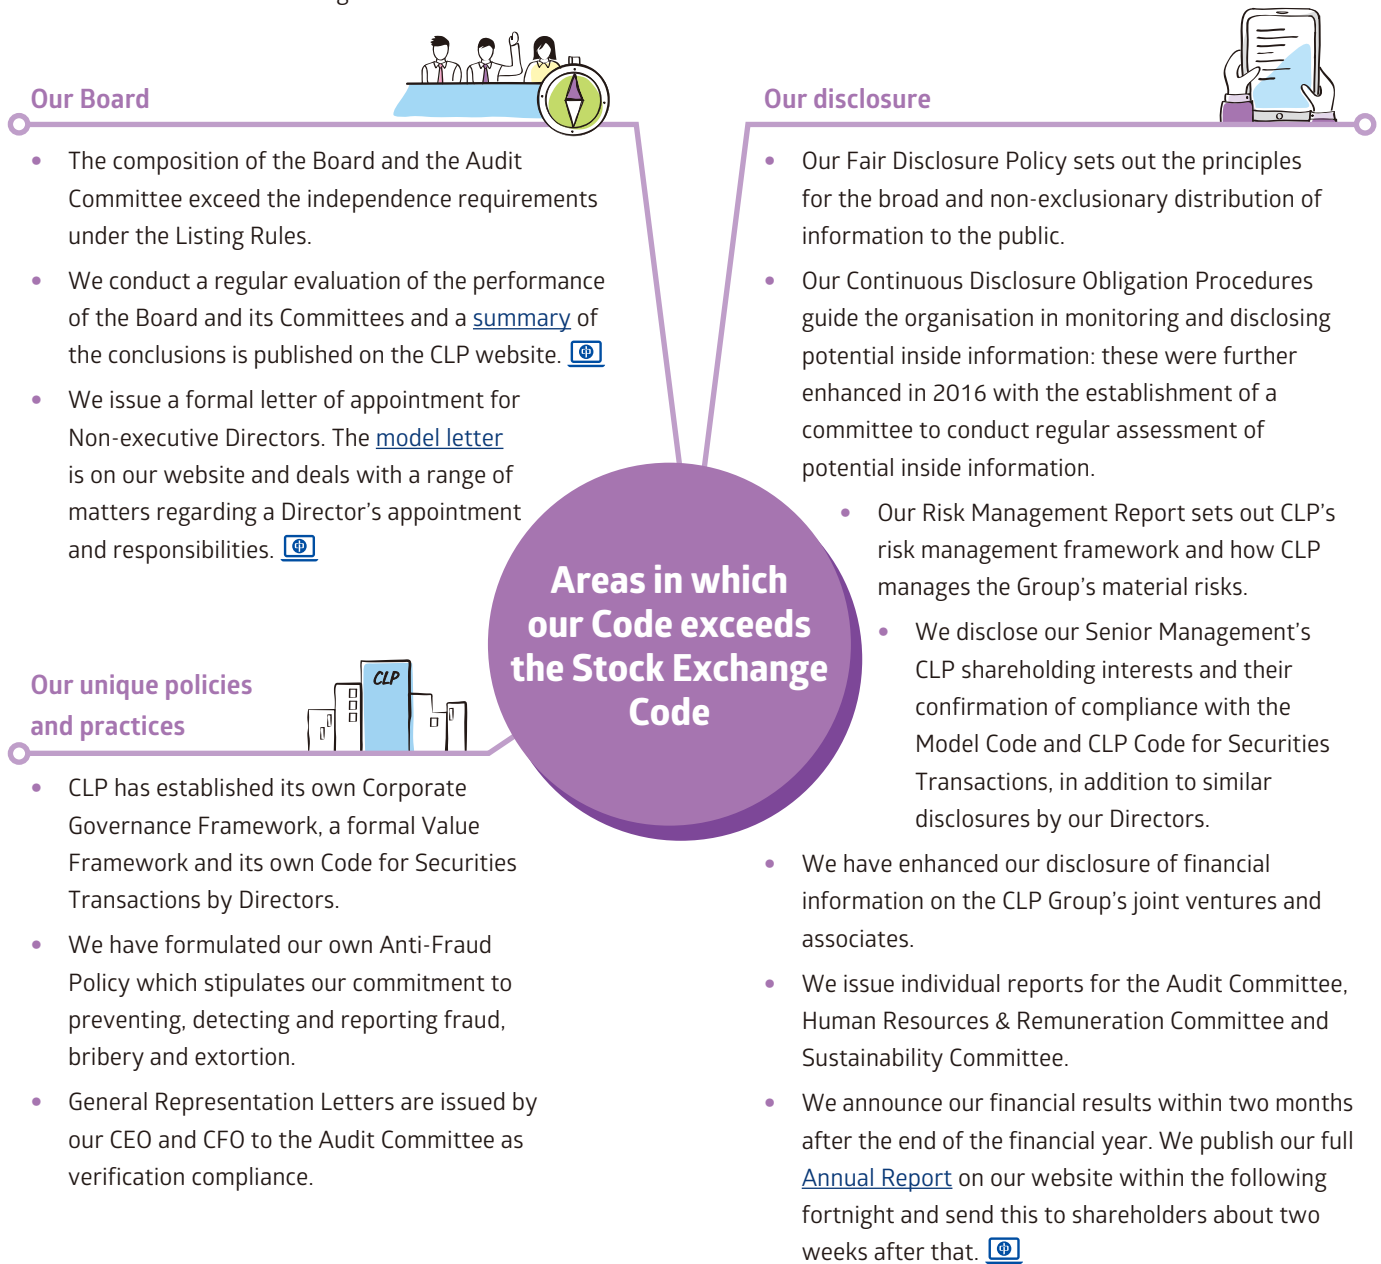 Our Board
• The composition of the Board and the Audit
Committee exceed the independence requirements
under the Listing Rules.
• We conduct a regular evaluation of the performance
of the Board and its Committees and a summary of
the conclusions is published on the CLP website.
• We issue a formal letter of appointment for
Non-executive Directors. The model letter
is on our website and deals with a range of
matters regarding a Director's appointment
and responsibilities.
Our unique policies
and practices
CLP
• CLP has established its own Corporate
Governance Framework, a formal Value
Framework and its own Code for Securities
Transactions by Directors.
• We have formulated our own Anti-Fraud
Policy which stipulates our commitment to
preventing, detecting and reporting fraud,
bribery and extortion.
• General Representation Letters are issued by
our CEO and CFO to the Audit Committee as
verification compliance.
Areas in which
our Code exceeds
the Stock Exchange
Code
Our disclosure
• Our Fair Disclosure Policy sets out the principles
for the broad and non-exclusionary distribution of
information to the public.
• Our Continuous Disclosure Obligation Procedures
guide the organisation in monitoring and disclosing
potential inside information: these were further
enhanced in 2016 with the establishment of a
committee to conduct regular assessment of
potential inside information.
• Our Risk Management Report sets out CLP's
risk management framework and how CLP
manages the Group's material risks.
• We disclose our Senior Management's
CLP shareholding interests and their
confirmation of compliance with the
Model Code and CLP Code for Securities
Transactions, in addition to similar
disclosures by our Directors.
• We have enhanced our disclosure of financial
information on the CLP Group's joint ventures and
associates.
• We issue individual reports for the Audit Committee,
Human Resources & Remuneration Committee and
Sustainability Committee.
• We announce our financial results within two months
after the end of the financial year. We publish our full
Annual Report on our website within the following
fortnight and send this to shareholders about two
weeks after that.